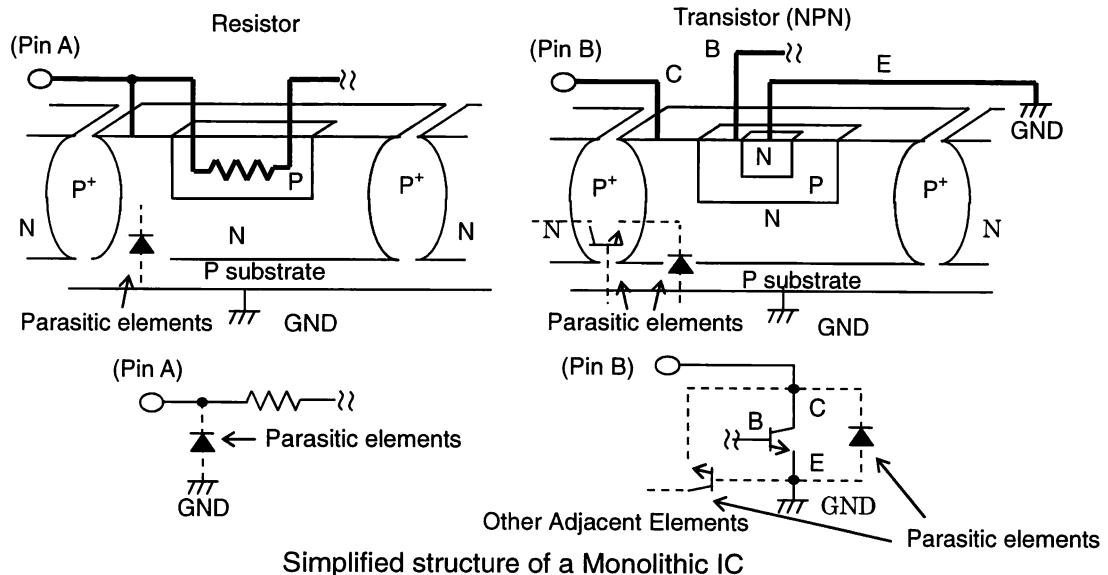 Resistor
Transistor (NPN)
(Pin A)
(Pin B)
B
C
E
GND
P+
P
P+
N
N
N
P substrate
Parasitic elements
GND
P+
N
P
P+
N
N
N
P substrate
Parasitic elements
GND
(Pin A)
Parasitic elements
GND
(Pin B)
C
B
E
GND
Other Adjacent Elements
Parasitic elements
Simplified structure of a Monolithic IC